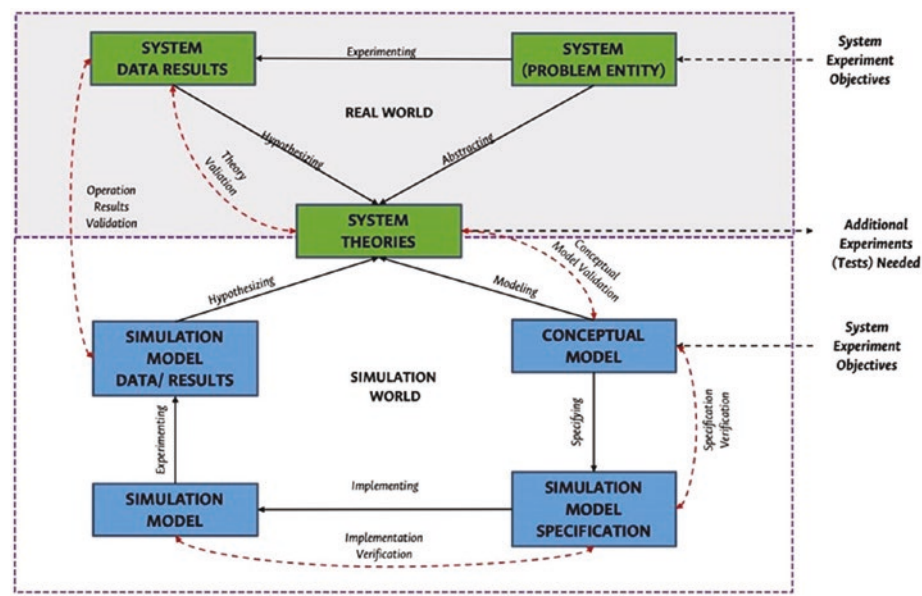 SYSTEM
DATA RESULTS
Experimenting
SYSTEM
(PROBLEM ENTITY)
System
Experiment
Objectives
REAL WORLD
Hypothesizing
Abstracting
Theory
Valiation
Operation
Results
Validation
SYSTEM
THEORIES
Conceptual
Model Validation
Additional
Experiments
(Tests) Needed
Hypothesizing
Modeling
SIMULATION
MODEL
DATA/ RESULTS
CONCEPTUAL
MODEL
System
Experiment
Objectives
SIMULATION
WORLD
Specifying
Specification
Verification
Experimenting
SIMULATION
MODEL
Implementing
SIMULATION
MODEL
SPECIFICATION
Implementation
Verification